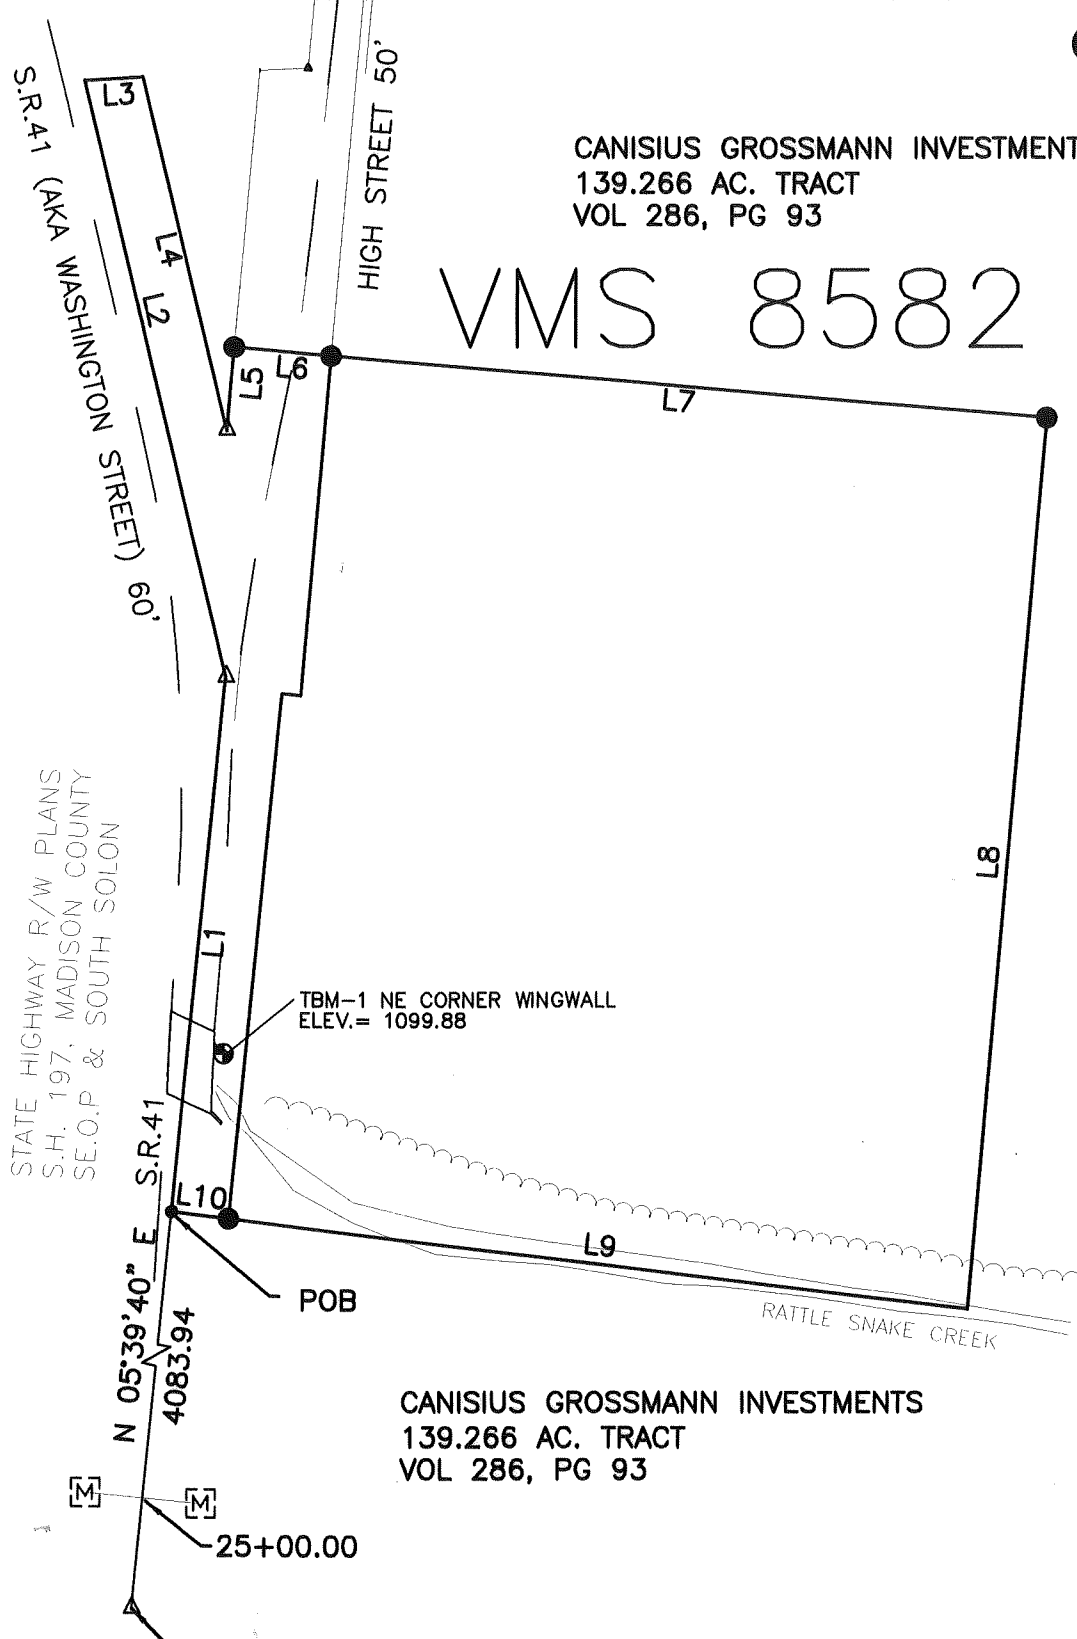 L3
S.R.41 (AKA WASHINGTON STREET) 60'
HIGH STREET 50'
CANISIUS GROSSMANN INVESTMENT
139.266 AC. TRACT
VOL 286, PG 93
VMS 8582
L4
L2
L5
L6
L7
L8
L1
STATE HIGHWAY R/W PLANS
S.H. 197, MADISON COUNTY
SE.O.P & SOUTH SOLON
TBM-1 NE CORNER WINGWALL
ELEV.= 1099.88
S.R.41
L10
L9
POB
RATTLE SNAKE CREEK
N 05°39'40" E
4083.94
CANISIUS GROSSMANN INVESTMENTS
139.266 AC. TRACT
VOL 286, PG 93
M
M
25+00.00